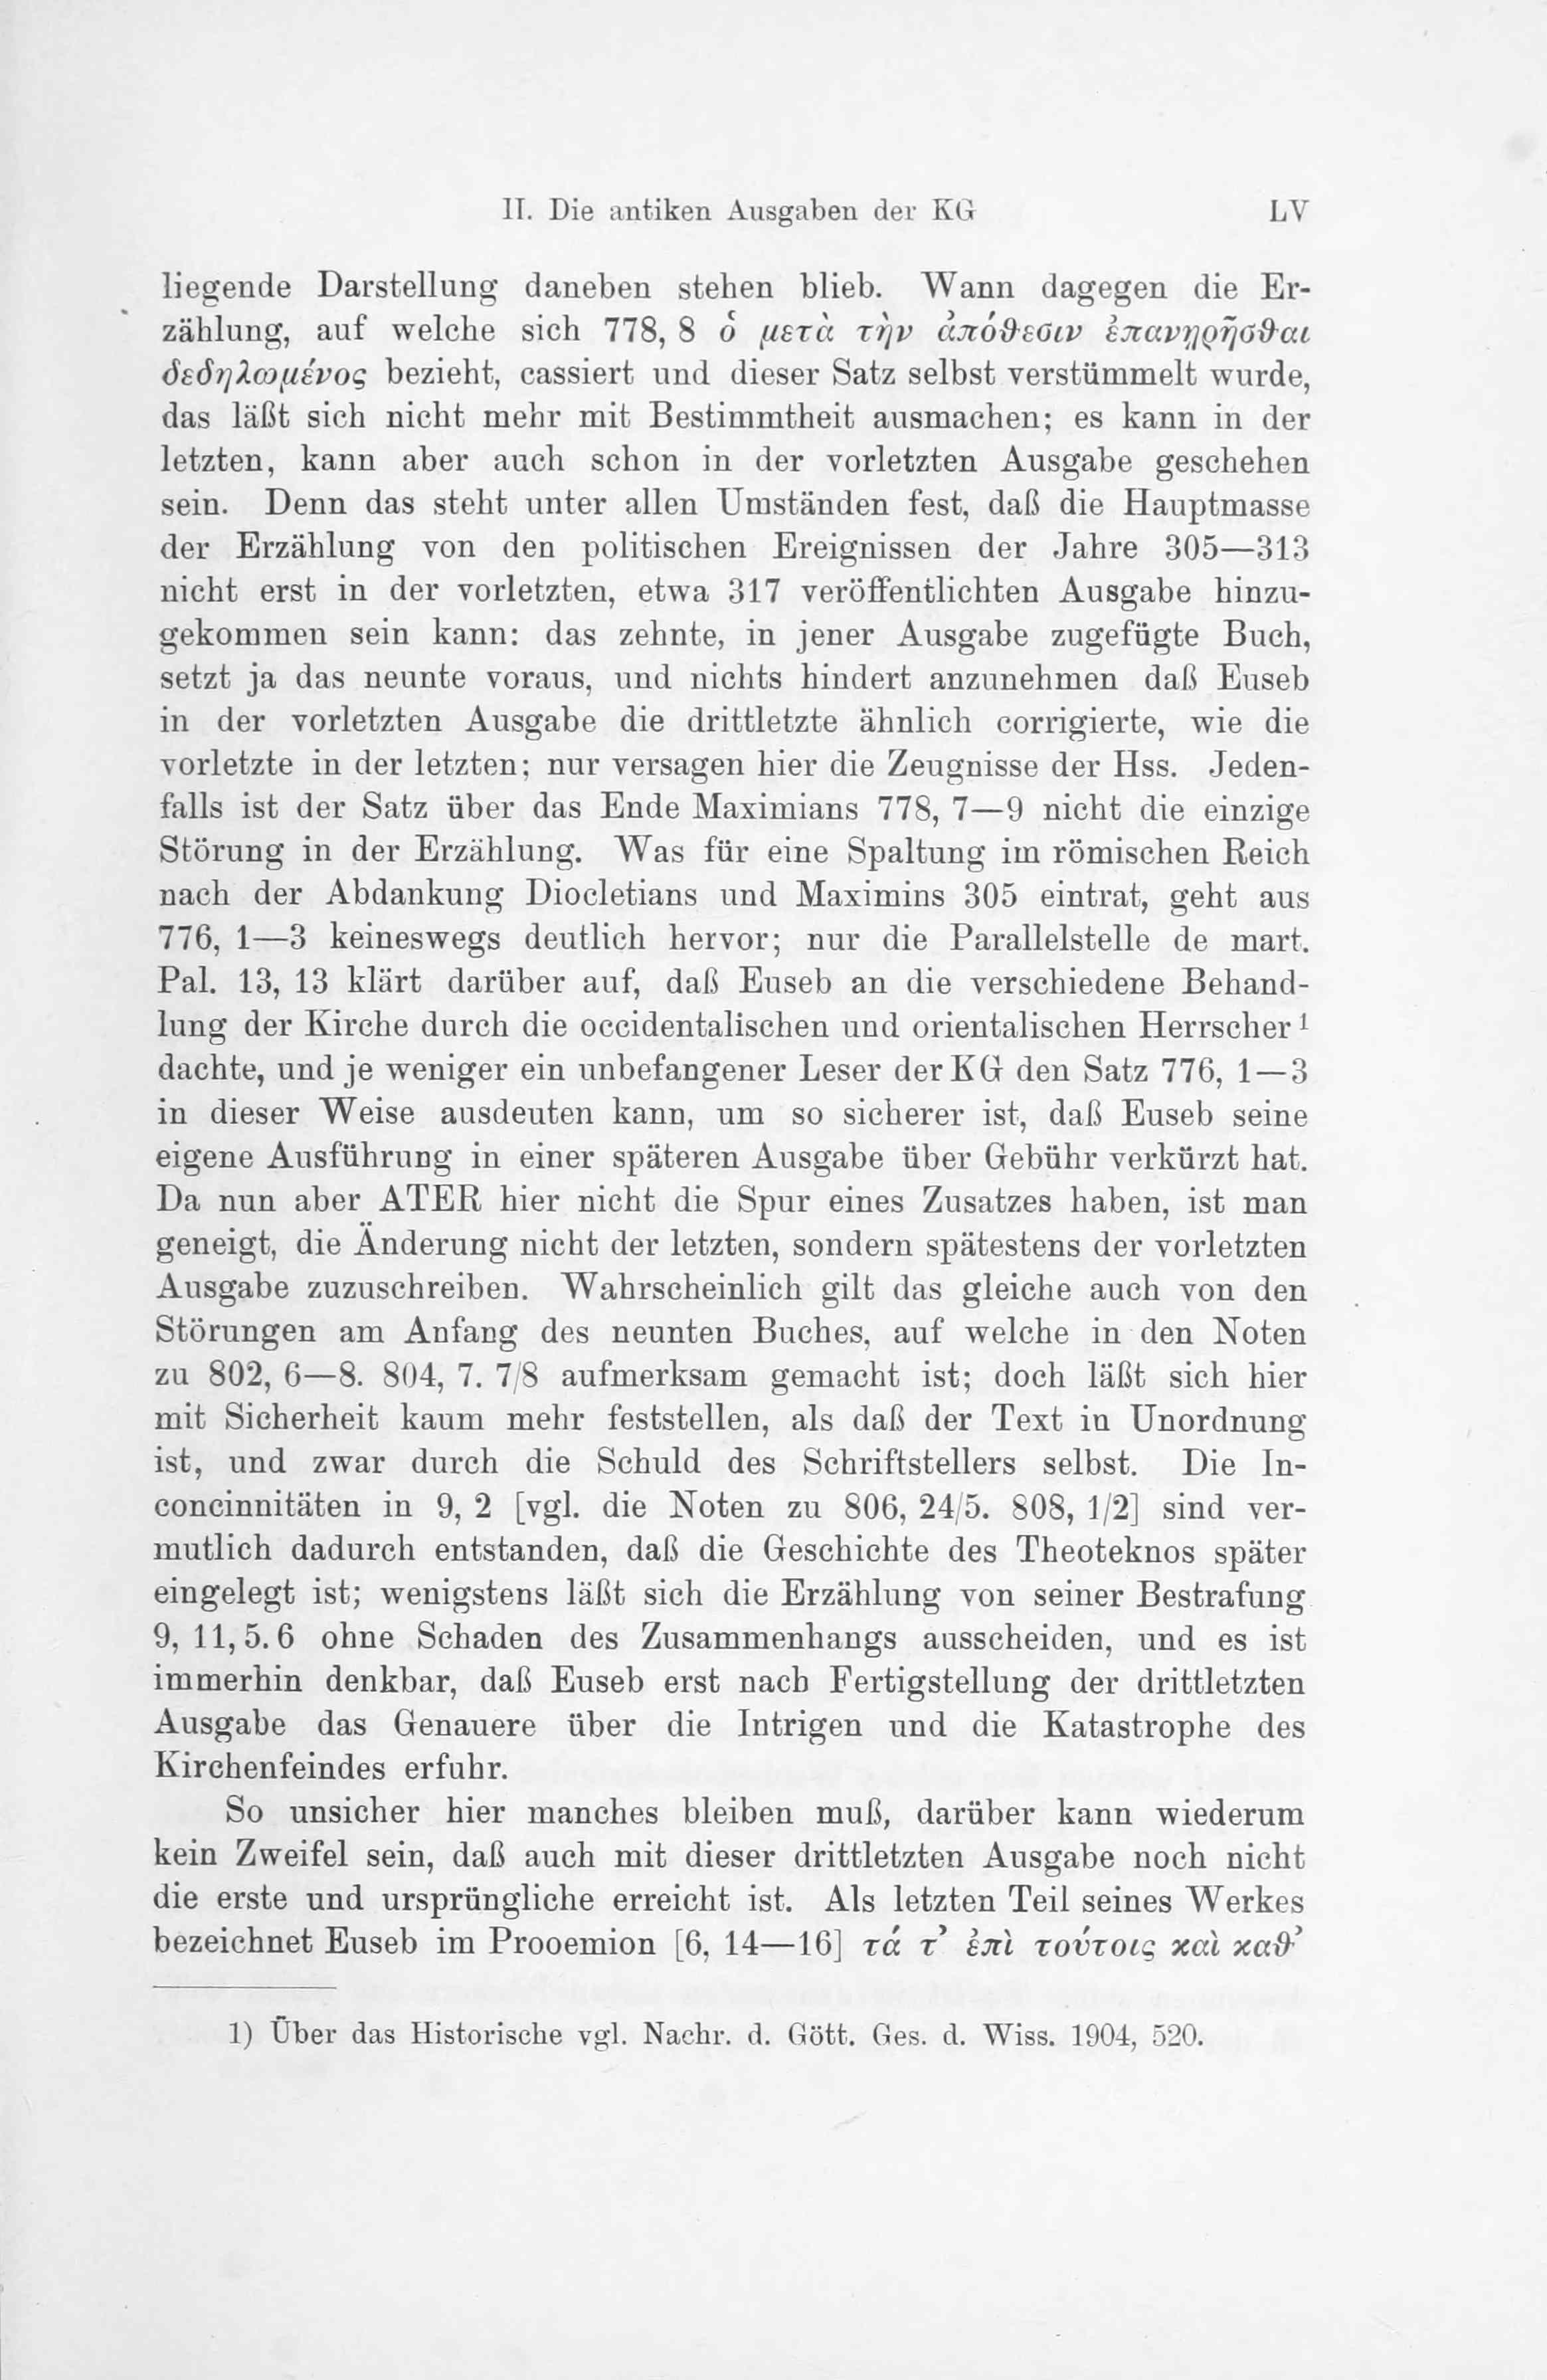 II. Die antiken Ausgaben der KG LV
liegende Darstellung daneben stehen blieb. Wann dagegen die Er-
zählung, auf welche sich 778, 8 ὁ μετὰ τὴν ἀπόθεσιν ἐπανῃρῆσθαι
δεδηλωμένος bezieht, cassiert und dieser Satz selbst verstümmelt wurde,
das läßt sich nicht mehr mit Bestimmtheit ausmachen; es kann in der
letzten, kann aber auch schon in der vorletzten Ausgabe geschehen
sein. Denn das steht unter allen Umständen fest, daß die Hauptmasse
der Erzählung von den politischen Ereignissen der Jahre 305—313
nicht erst in der vorletzten, etwa 317 veröffentlichten Ausgabe hinzu-
gekommen sein kann: das zehnte, in jener Ausgabe zugefügte Buch,
setzt ja das neunte voraus, und nichts hindert anzunehmen daß Euseb
in der vorletzten Ausgabe die drittletzte ähnlich corrigierte, wie die
vorletzte in der letzten; nur versagen hier die Zeugnisse der Hss. Jeden-
falls ist der Satz über das Ende Maximians 778, 7—9 nicht die einzige
Störung in der Erzählung. Was für eine Spaltung im römischen Reich
nach der Abdankung Diocletians und Maximins 305 eintrat, geht aus
776, 1—3 keineswegs deutlich hervor; nur die Parallelstelle de mart.
Pal. 13, 13 klärt darüber auf, daß Euseb an die verschiedene Behand-
lung der Kirche durch die occidentalischen und orientalischen Herrscher ¹
dachte, und je weniger ein unbefangener Leser der KG den Satz 776, 1—3
in dieser Weise ausdeuten kann, um so sicherer ist, daß Euseb seine
eigene Ausführung in einer späteren Ausgabe über Gebühr verkürzt hat.
Da nun aber ATER hier nicht die Spur eines Zusatzes haben, ist man
geneigt, die Änderung nicht der letzten, sondern spätestens der vorletzten
Ausgabe zuzuschreiben. Wahrscheinlich gilt das gleiche auch von den
Störungen am Anfang des neunten Buches, auf welche in den Noten
zu 802, 6—8. 804, 7. 7/8 aufmerksam gemacht ist; doch läßt sich hier
mit Sicherheit kaum mehr feststellen, als daß der Text in Unordnung
ist, und zwar durch die Schuld des Schriftstellers selbst. Die In-
concinnitäten in 9, 2 [vgl. die Noten zu 806, 24/5. 808, 1/2] sind ver-
mutlich dadurch entstanden, daß die Geschichte des Theoteknos später
eingelegt ist; wenigstens läßt sich die Erzählung von seiner Bestrafung
9, 11, 5. 6 ohne Schaden des Zusammenhangs ausscheiden, und es ist
immerhin denkbar, daß Euseb erst nach Fertigstellung der drittletzten
Ausgabe das Genauere über die Intrigen und die Katastrophe des
Kirchenfeindes erfuhr.
So unsicher hier manches bleiben muß, darüber kann wiederum
kein Zweifel sein, daß auch mit dieser drittletzten Ausgabe noch nicht
die erste und ursprüngliche erreicht ist. Als letzten Teil seines Werkes
bezeichnet Euseb im Prooemion [6, 14—16] τά τ’ ἐπὶ τούτοις καὶ καθ’
1) Über das Historische vgl. Nachr. d. Gött. Ges. d. Wiss. 1904, 520.